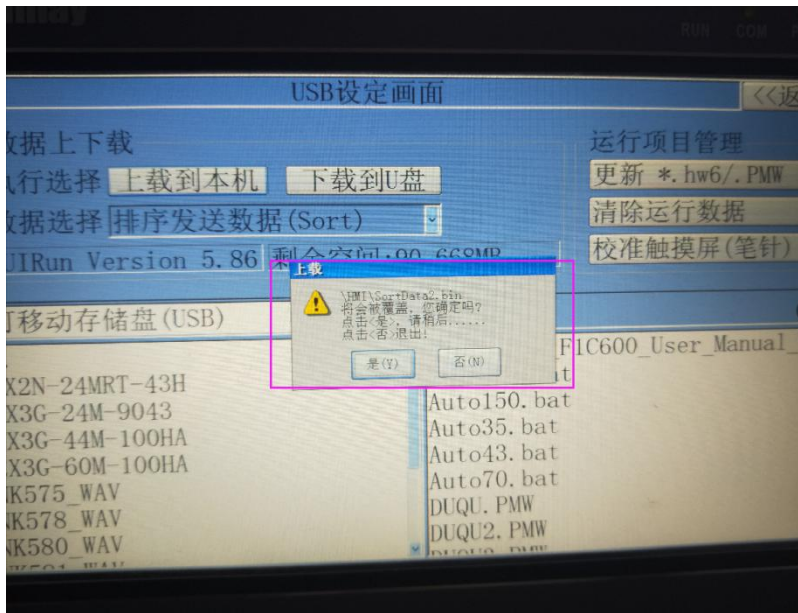 RUN COM
USB设定画面
<<返
数据上下载
运行项目管理
执行选择 上载到本机 下载到U盘
更新 *.hw6/.PMW
数据选择 排序发送数据(Sort)
清除运行数据
UIRun Version 5.86 剩余空间:90.668MB
校准触摸屏(笔针)
上载
\HMI\SortData2.bin
将会被覆盖，您确定吗?
点击<是>，请稍后......
点击<否>退出!
是(Y) 否(N)
可移动存储盘(USB)
F1C600_User_Manual_
X2N-24MRT-43H
X3G-24M-9043
Auto150.bat
X3G-44M-100HA
Auto35.bat
X3G-60M-100HA
Auto43.bat
NK575_WAV
Auto70.bat
NK578_WAV
DUQU.PMW
NK580_WAV
DUQU2.PMW